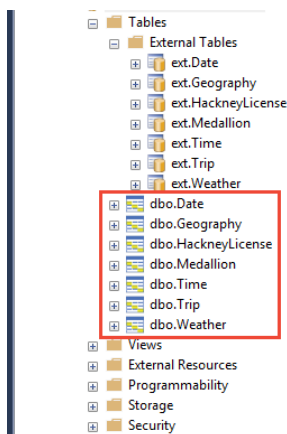 Tables
External Tables
ext.Date
ext.Geography
ext.HackneyLicense
ext.Medallion
ext.Time
ext.Trip
ext.Weather
dbo.Date
dbo.Geography
dbo.HackneyLicense
dbo.Medallion
dbo.Time
dbo.Trip
dbo.Weather
Views
External Resources
Programmability
Storage
Security